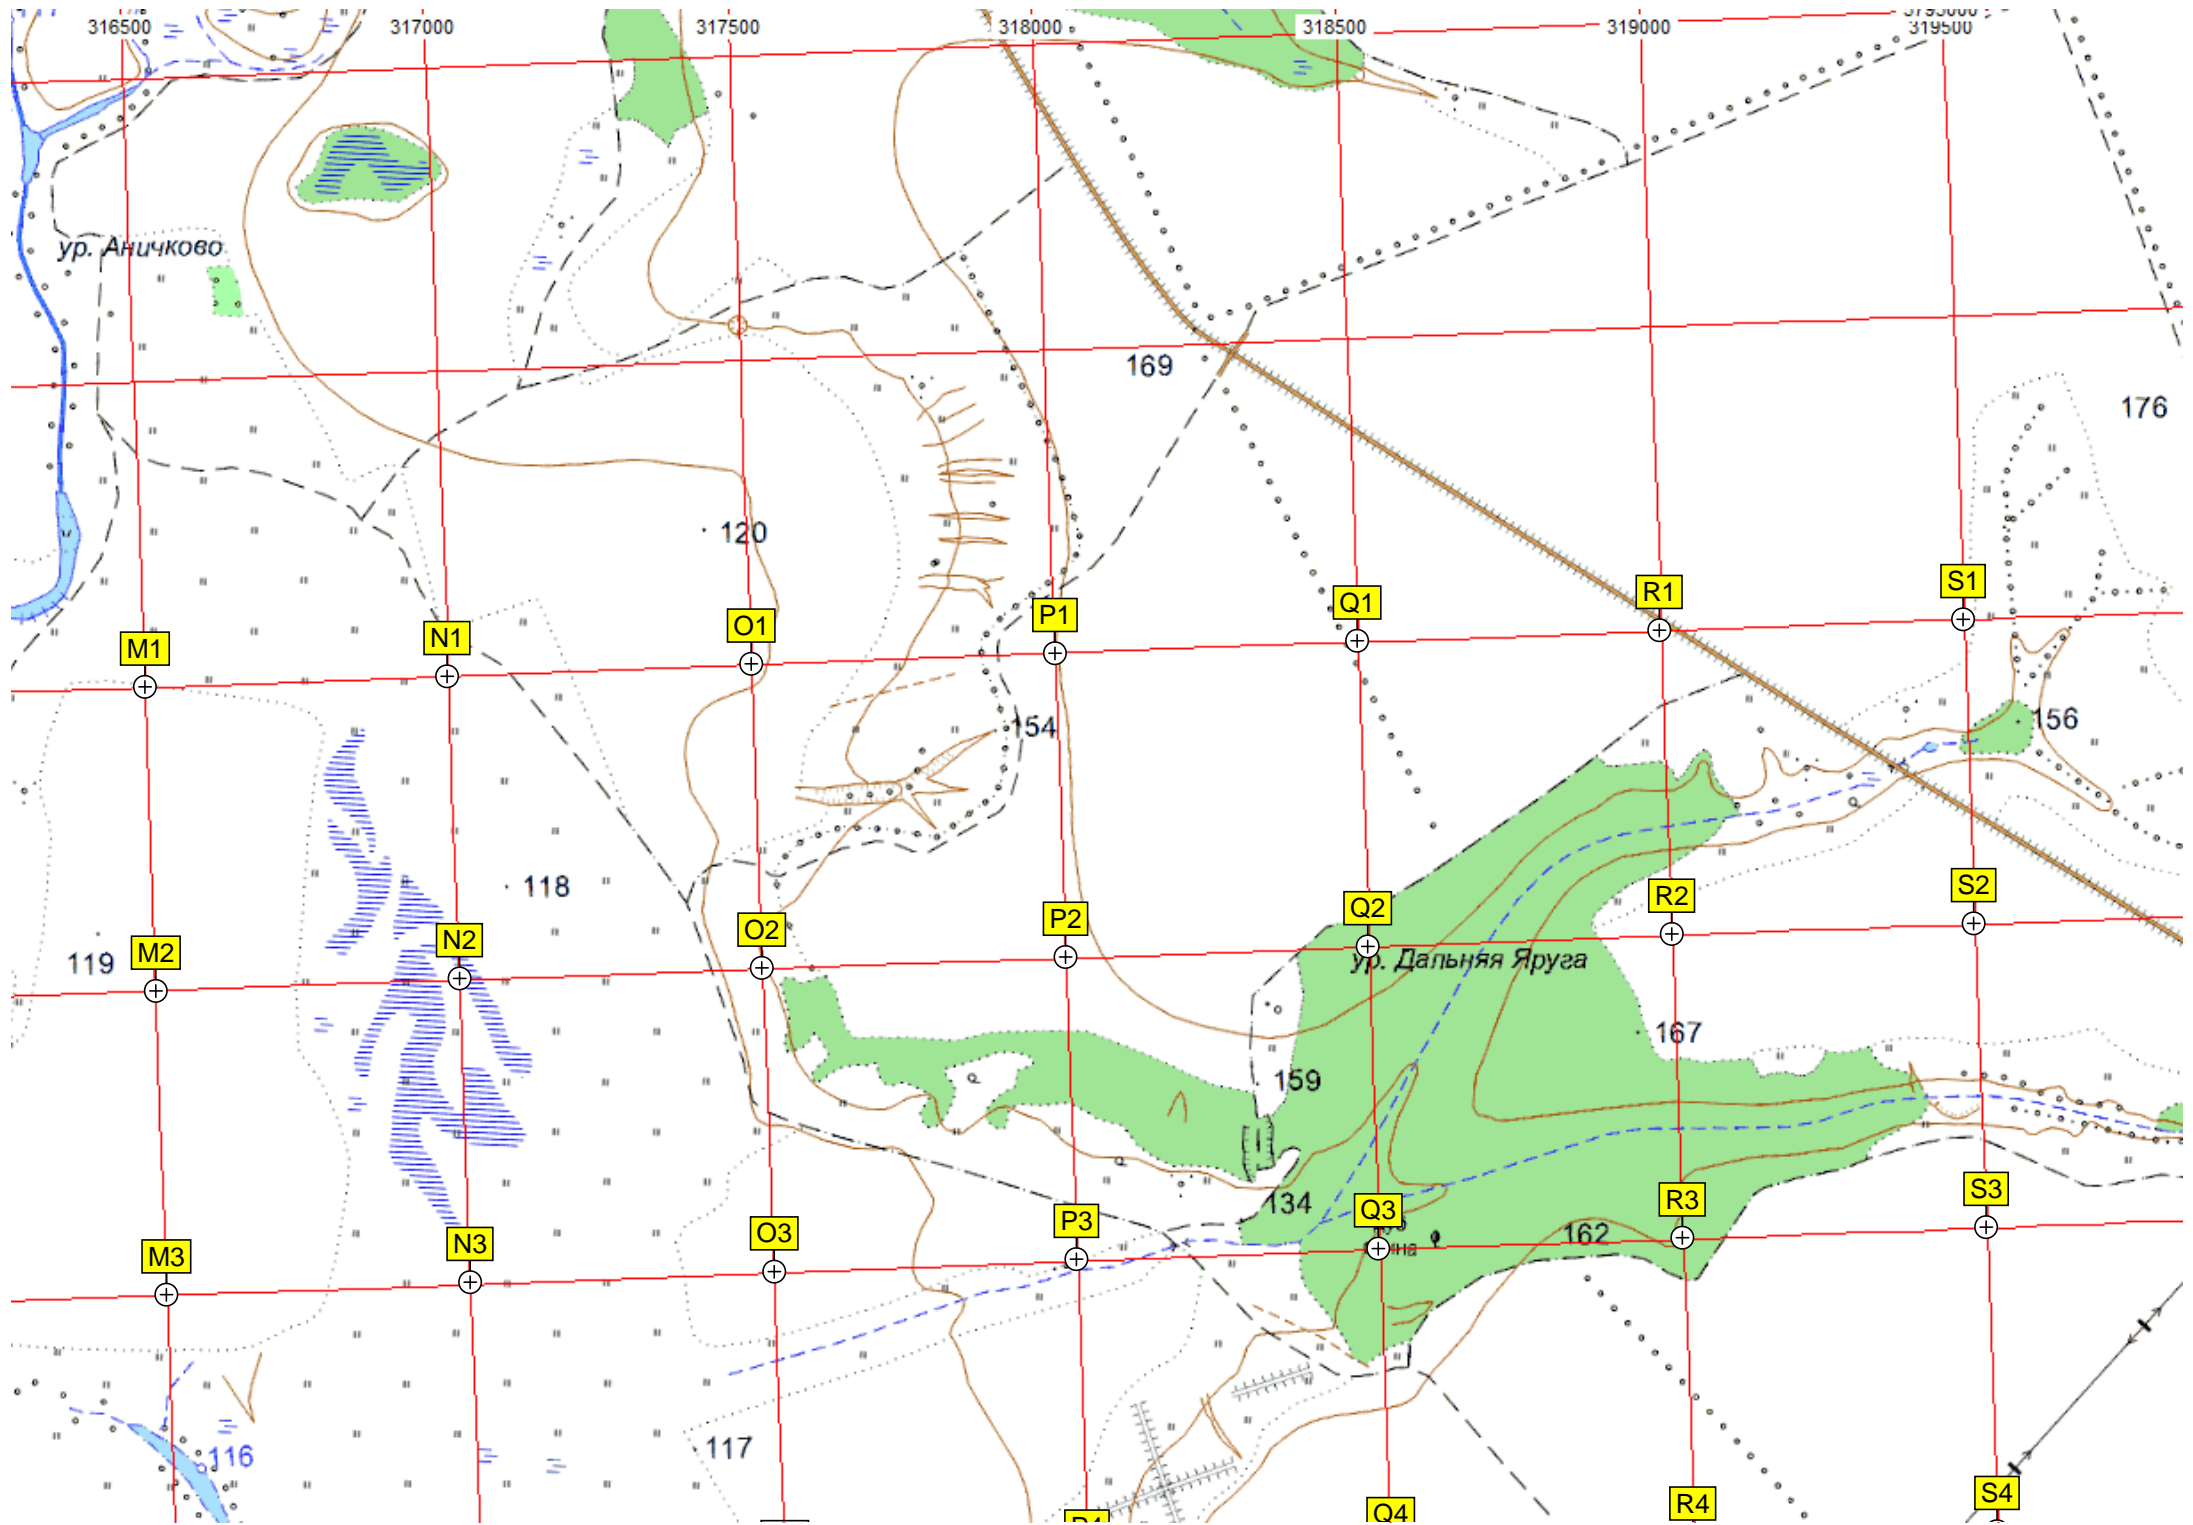 316500 317000 317500 318000 318500 319000 319500
ур. Аничково
169
176
120
S1
R1
Q1
P1
O1
N1
M1
154
156
118
S2
R2
Q2
P2
O2
N2
M2
119
ур. Дальняя Яруга
167
159
134
162
S3
R3
Q3
P3
O3
N3
M3
116
117
S4
R4
Q4